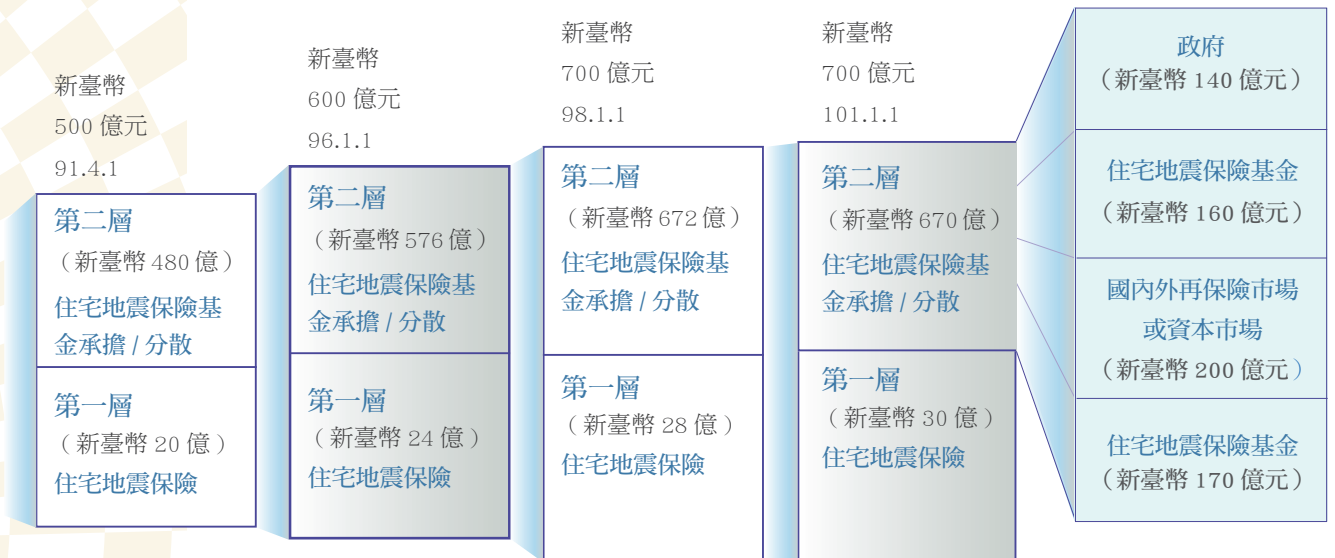 新臺幣
500 億元
91.4.1
第二層
（新臺幣 480 億）
住宅地震保險基
金承擔 / 分散
第一層
（新臺幣 20 億）
住宅地震保險
新臺幣
600 億元
96.1.1
第二層
（新臺幣 576 億）
住宅地震保險基
金承擔 / 分散
第一層
（新臺幣 24 億）
住宅地震保險
新臺幣
700 億元
98.1.1
第二層
（新臺幣 672 億）
住宅地震保險基
金承擔 / 分散
第一層
（新臺幣 28 億）
住宅地震保險
新臺幣
700 億元
101.1.1
第二層
（新臺幣 670 億）
住宅地震保險基
金承擔 / 分散
第一層
（新臺幣 30 億）
住宅地震保險
政府
（新臺幣 140 億元）
住宅地震保險基金
（新臺幣 160 億元）
國內外再保險市場
或資本市場
（新臺幣 200 億元）
住宅地震保險基金
（新臺幣 170 億元）